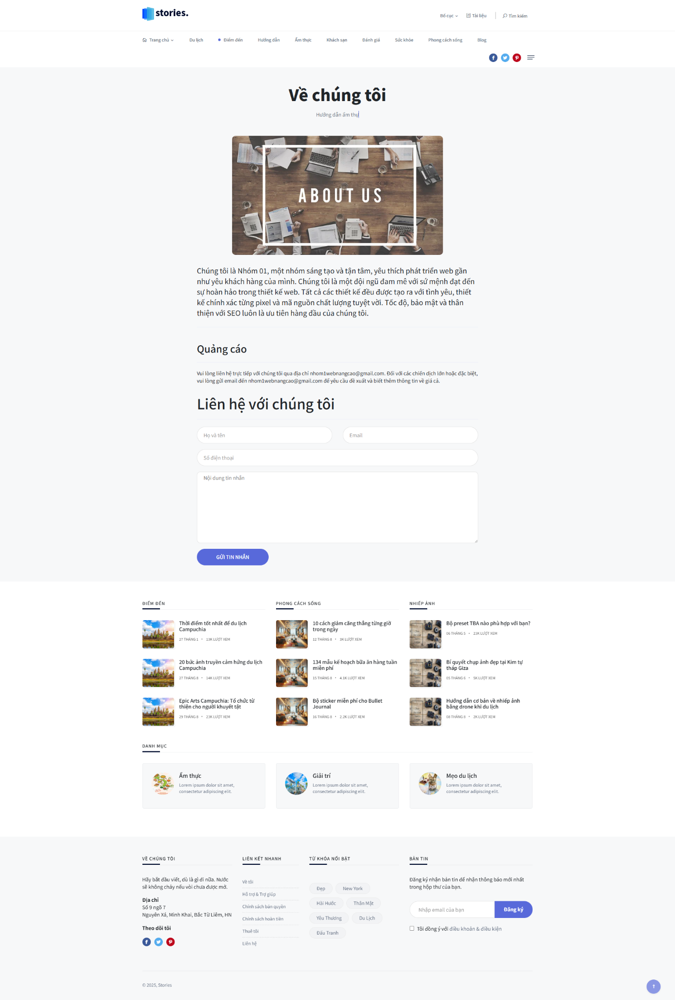 stories.
Bố cục
Tài liệu
Tìm kiếm
Trang chủ
Du lịch
Điểm đến
Hướng dẫn
Ẩm thực
Khách sạn
Đánh giá
Sức khỏe
Phong cách sống
Blog
Về chúng tôi
Hướng dẫn ẩm thự
ABOUT US
Chúng tôi là Nhóm 01, một nhóm sáng tạo và tận tâm, yêu thích phát triển web gần
như yêu khách hàng của mình. Chúng tôi là một đội ngũ đam mê với sứ mệnh đạt đến
sự hoàn hảo trong thiết kế web. Tất cả các thiết kế đều được tạo ra với tình yêu, thiết
kế chính xác từng pixel và mã nguồn chất lượng tuyệt vời. Tốc độ, bảo mật và thân
thiện với SEO luôn là ưu tiên hàng đầu của chúng tôi.
Quảng cáo
Vui lòng liên hệ trực tiếp với chúng tôi qua địa chỉ nhom1webnangcao@gmail.com. Đối với các chiến dịch lớn hoặc đặc biệt,
vui lòng gửi email đến nhom1webnangcao@gmail.com để yêu cầu đề xuất và biết thêm thông tin về giá cả.
Liên hệ với chúng tôi
Họ và tên
Email
Số điện thoại
Nội dung tin nhắn
GỬI TIN NHẮN
ĐIỂM ĐẾN
Thời điểm tốt nhất để du lịch
Campuchia
27 THÁNG 1 • 13K LƯỢT XEM
20 bức ảnh truyền cảm hứng du lịch
Campuchia
27 THÁNG 8 • 14K LƯỢT XEM
Epic Arts Campuchia: Tổ chức từ
thiện cho người khuyết tật
29 THÁNG 8 • 23K LƯỢT XEM
PHONG CÁCH SỐNG
10 cách giảm căng thẳng từng giờ
trong ngày
12 THÁNG 8 • 3K LƯỢT XEM
134 mẫu kế hoạch bữa ăn hàng tuần
miễn phí
15 THÁNG 8 • 4.1K LƯỢT XEM
Bộ sticker miễn phí cho Bullet
Journal
16 THÁNG 8 • 2.2K LƯỢT XEM
NHIẾP ẢNH
Bộ preset TBA nào phù hợp với bạn?
06 THÁNG 5 • 23K LƯỢT XEM
Bí quyết chụp ảnh đẹp tại Kim tự
tháp Giza
05 THÁNG 6 • 5K LƯỢT XEM
Hướng dẫn cơ bản về nhiếp ảnh
bằng drone khi du lịch
08 THÁNG 8 • 2K LƯỢT XEM
DANH MỤC
Ẩm thực
Lorem ipsum dolor sit amet,
consectetur adipiscing elit.
Giải trí
Lorem ipsum dolor sit amet,
consectetur adipiscing elit.
Mẹo du lịch
Lorem ipsum dolor sit amet,
consectetur adipiscing elit.
VỀ CHÚNG TÔI
Hãy bắt đầu viết, dù là gì đi nữa. Nước
sẽ không chảy nếu vòi chưa được mở.
Địa chỉ
Số 9 ngõ 7
Nguyên Xá, Minh Khai, Bắc Từ Liêm, HN
Theo dõi tôi
LIÊN KẾT NHANH
Về tôi
Hỗ trợ & Trợ giúp
Chính sách bản quyền
Chính sách hoàn tiền
Thuê tôi
Liên hệ
TỪ KHÓA NỔI BẬT
Đẹp
New York
Hài Hước
Thân Mật
Yêu Thương
Du Lịch
Đấu Tranh
BẢN TIN
Đăng ký nhận bản tin để nhận thông báo mới nhất
trong hộp thư của bạn.
Nhập email của bạn
Đăng ký
Tôi đồng ý với điều khoản & điều kiện
© 2025, Stories